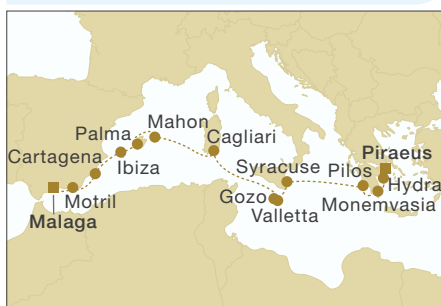 Palma
Mahon
Cartagena
Cagliari
Ibiza
Syracuse
Piraeus
Pilos
Hydra
Motril
Gozo
Malaga
Valletta
Monemvasia